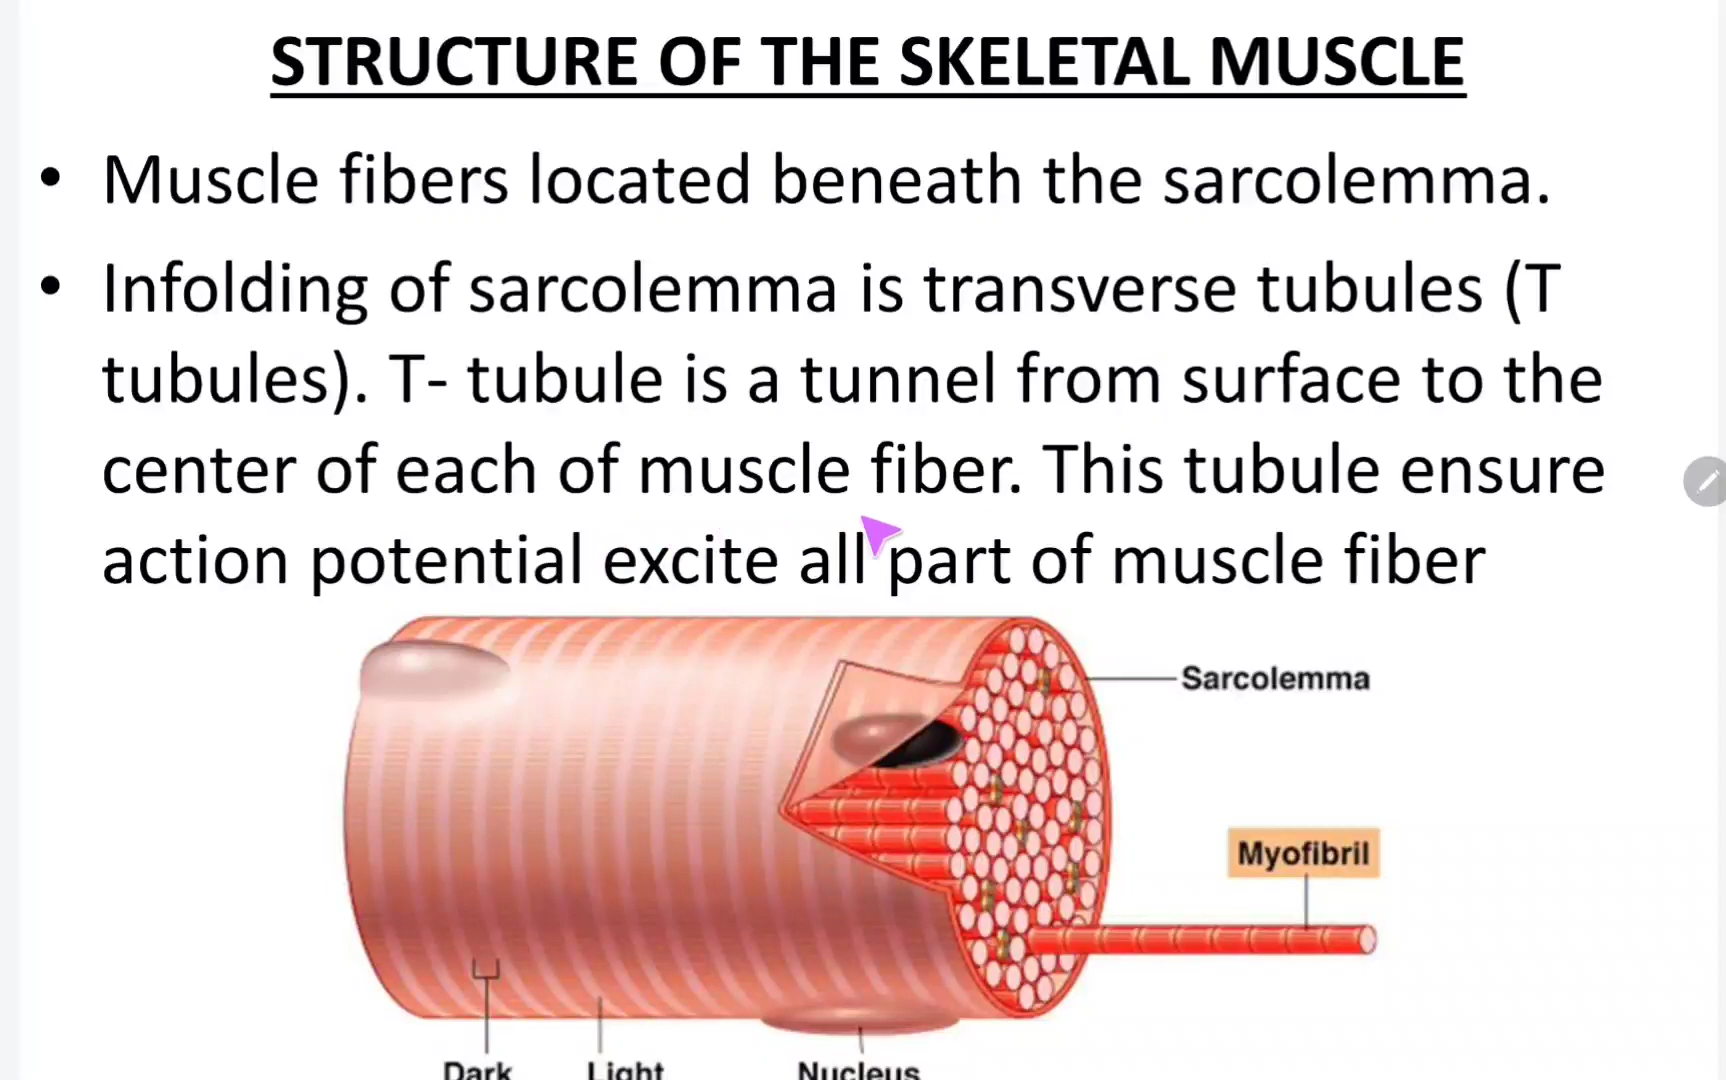 STRUCTURE OF THE SKELETAL MUSCLE
• Muscle fibers located beneath the sarcolemma.
• Infolding of sarcolemma is transverse tubules (T
tubules). T- tubule is a tunnel from surface to the
center of each of muscle fiber. This tubule ensure
action potential excite all part of muscle fiber
Sarcolemma
Myofibril
Dark Light Nucleus